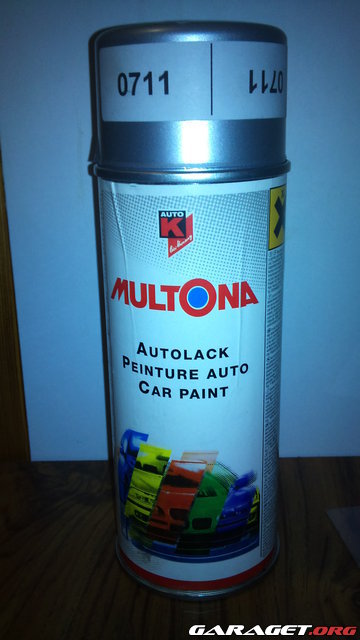 0711
0711
AUTO
K
MULTONA
AUTOLACK
PEINTURE AUTO
CAR PAINT
GARAGET.ORG